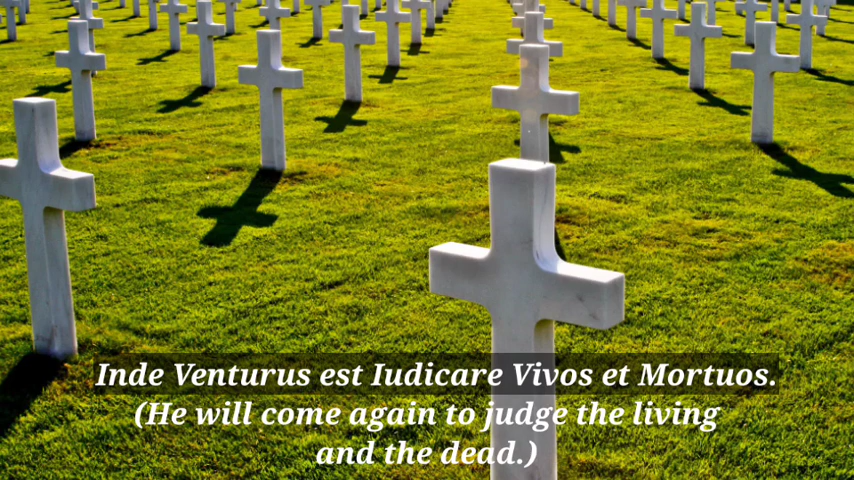 Inde Venturus est Iudicare Vivos et Mortuos.
(He will come again to judge the living
and the dead.)